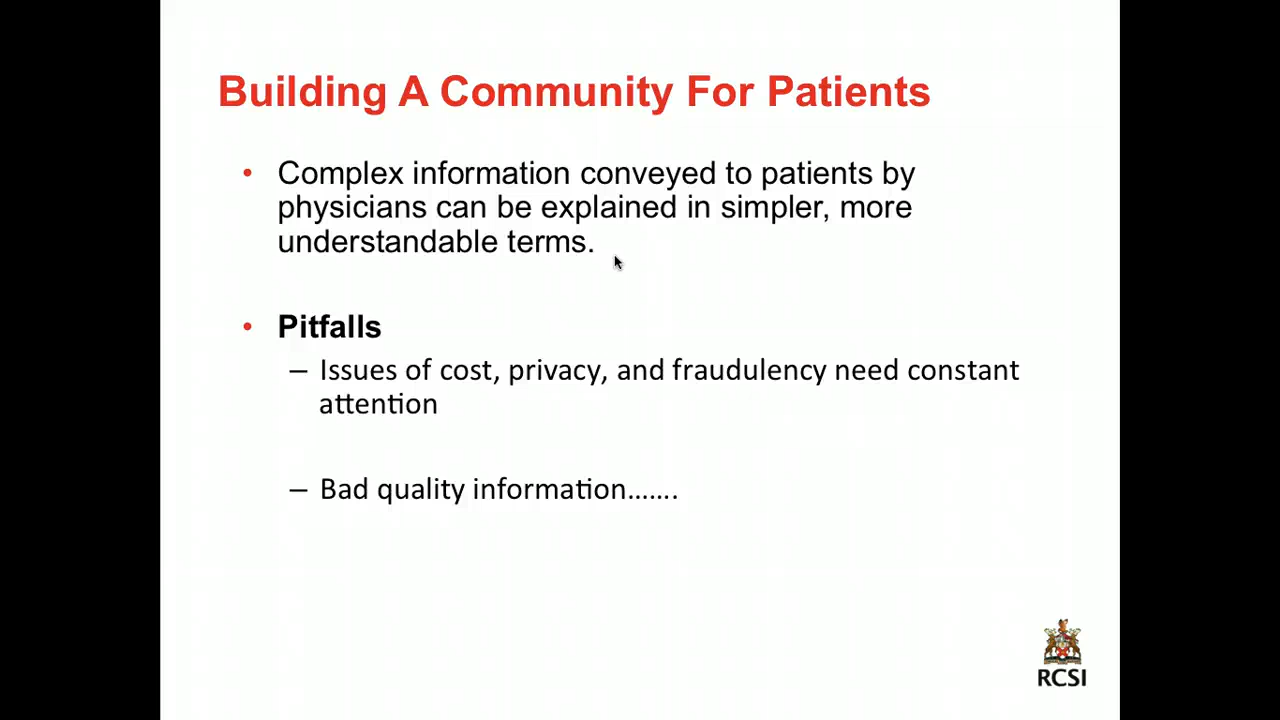 Building A Community For Patients
• Complex information conveyed to patients by
physicians can be explained in simpler, more
understandable terms.
• Pitfalls
– Issues of cost, privacy, and fraudulency need constant
attention
– Bad quality information.......
RCSI